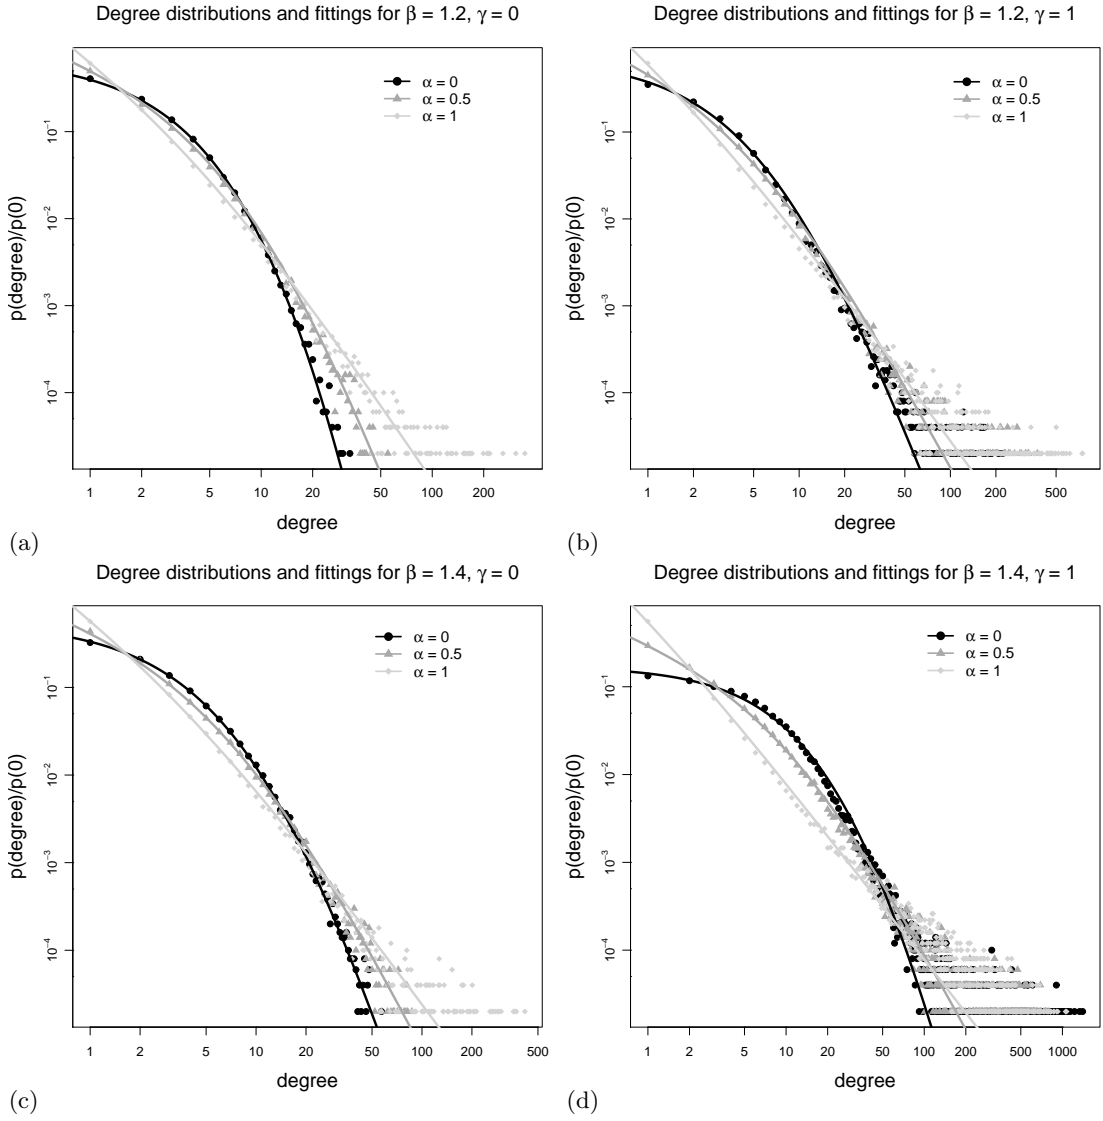 Degree distributions and fittings for β = 1.2, γ = 0
α = 0
α = 0.5
α = 1
p(degree)/p(0)
10⁻¹
10⁻²
10⁻³
10⁻⁴
1 2 5 10 20 50 100 200
degree
(a)
Degree distributions and fittings for β = 1.2, γ = 1
α = 0
α = 0.5
α = 1
p(degree)/p(0)
10⁻¹
10⁻²
10⁻³
10⁻⁴
1 2 5 10 20 50 100 200 500
degree
(b)
Degree distributions and fittings for β = 1.4, γ = 0
α = 0
α = 0.5
α = 1
p(degree)/p(0)
10⁻¹
10⁻²
10⁻³
10⁻⁴
1 2 5 10 20 50 100 200 500
degree
(c)
Degree distributions and fittings for β = 1.4, γ = 1
α = 0
α = 0.5
α = 1
p(degree)/p(0)
10⁻¹
10⁻²
10⁻³
10⁻⁴
1 2 5 10 20 50 100 200 500 1000
degree
(d)